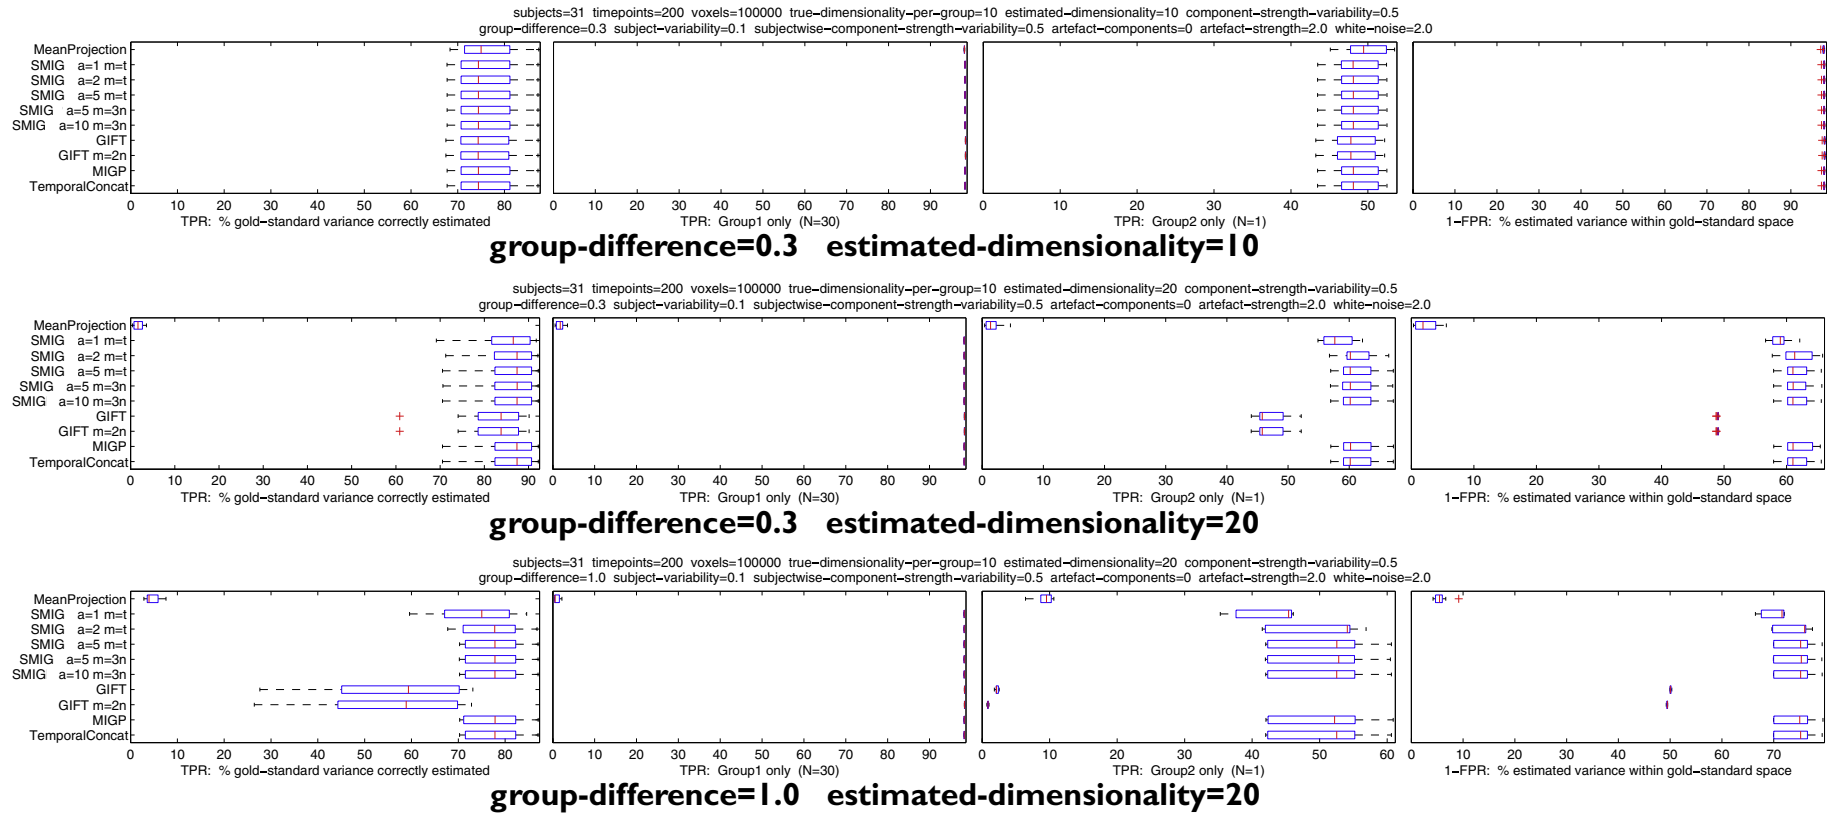 subjects=31 timepoints=200 voxels=100000 true-dimensionality-per-group=10 estimated-dimensionality=10 component-strength-variability=0.5
group-difference=0.3 subject-variability=0.1 subjectwise-component-strength-variability=0.5 artefact-components=0 artefact-strength=2.0 white-noise=2.0
MeanProjection
SMIG a=1 m=t
SMIG a=2 m=t
SMIG a=5 m=t
SMIG a=5 m=3n
SMIG a=10 m=3n
GIFT
GIFT m=2n
MIGP
TemporalConcat
0 10 20 30 40 50 60 70 80
0 10 20 30 40 50 60 70 80 90
0 10 20 30 40 50
0 10 20 30 40 50 60 70 80 90
TPR: % gold-standard variance correctly estimated
TPR: Group1 only (N=30)
TPR: Group2 only (N=1)
1-FPR: % estimated variance within gold-standard space
group-difference=0.3 estimated-dimensionality=10
subjects=31 timepoints=200 voxels=100000 true-dimensionality-per-group=10 estimated-dimensionality=20 component-strength-variability=0.5
group-difference=0.3 subject-variability=0.1 subjectwise-component-strength-variability=0.5 artefact-components=0 artefact-strength=2.0 white-noise=2.0
MeanProjection
SMIG a=1 m=t
SMIG a=2 m=t
SMIG a=5 m=t
SMIG a=5 m=3n
SMIG a=10 m=3n
GIFT
GIFT m=2n
MIGP
TemporalConcat
0 10 20 30 40 50 60 70 80 90
0 10 20 30 40 50 60 70 80 90
0 10 20 30 40 50 60
0 10 20 30 40 50 60
TPR: % gold-standard variance correctly estimated
TPR: Group1 only (N=30)
TPR: Group2 only (N=1)
1-FPR: % estimated variance within gold-standard space
group-difference=0.3 estimated-dimensionality=20
subjects=31 timepoints=200 voxels=100000 true-dimensionality-per-group=10 estimated-dimensionality=20 component-strength-variability=0.5
group-difference=1.0 subject-variability=0.1 subjectwise-component-strength-variability=0.5 artefact-components=0 artefact-strength=2.0 white-noise=2.0
MeanProjection
SMIG a=1 m=t
SMIG a=2 m=t
SMIG a=5 m=t
SMIG a=5 m=3n
SMIG a=10 m=3n
GIFT
GIFT m=2n
MIGP
TemporalConcat
0 10 20 30 40 50 60 70 80
0 10 20 30 40 50 60 70 80 90
0 10 20 30 40 50 60
0 10 20 30 40 50 60 70
TPR: % gold-standard variance correctly estimated
TPR: Group1 only (N=30)
TPR: Group2 only (N=1)
1-FPR: % estimated variance within gold-standard space
group-difference=1.0 estimated-dimensionality=20